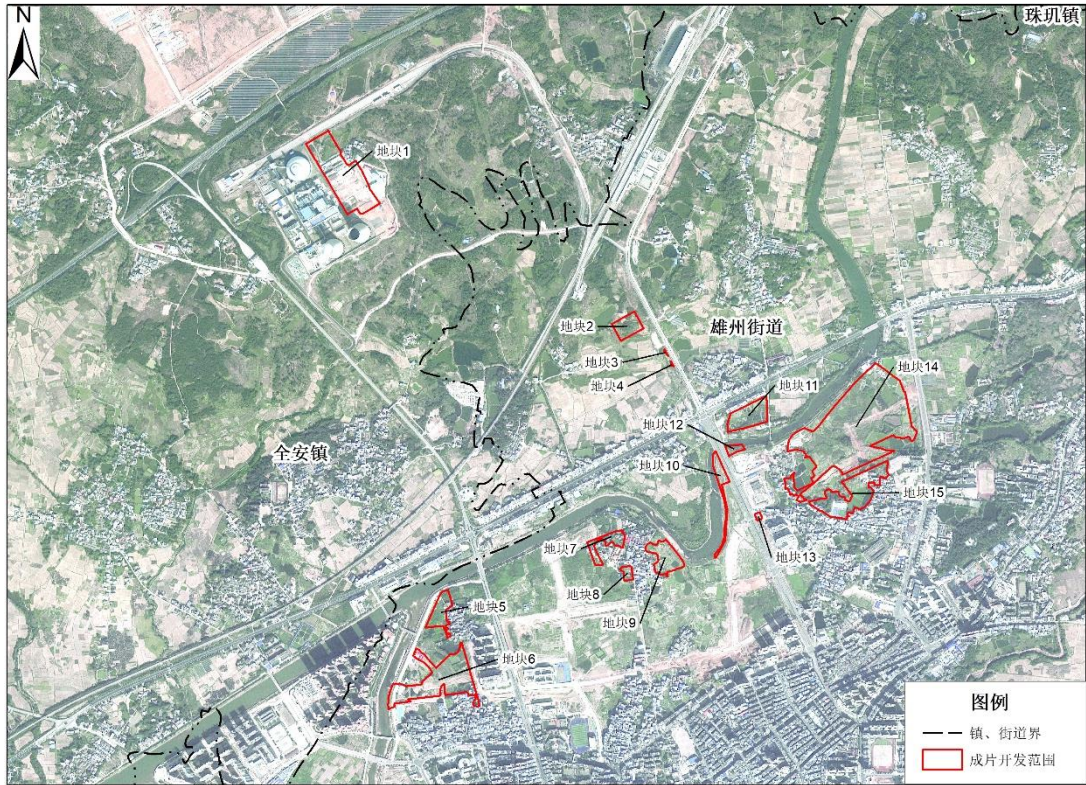 N
珠玑镇
地块1
地块2
雄州街道
地块3
地块4
地块11
地块14
地块12
全安镇
地块10
地块15
地块7
地块13
地块8
地块5
地块9
地块6
图例
镇、街道界
成片开发范围